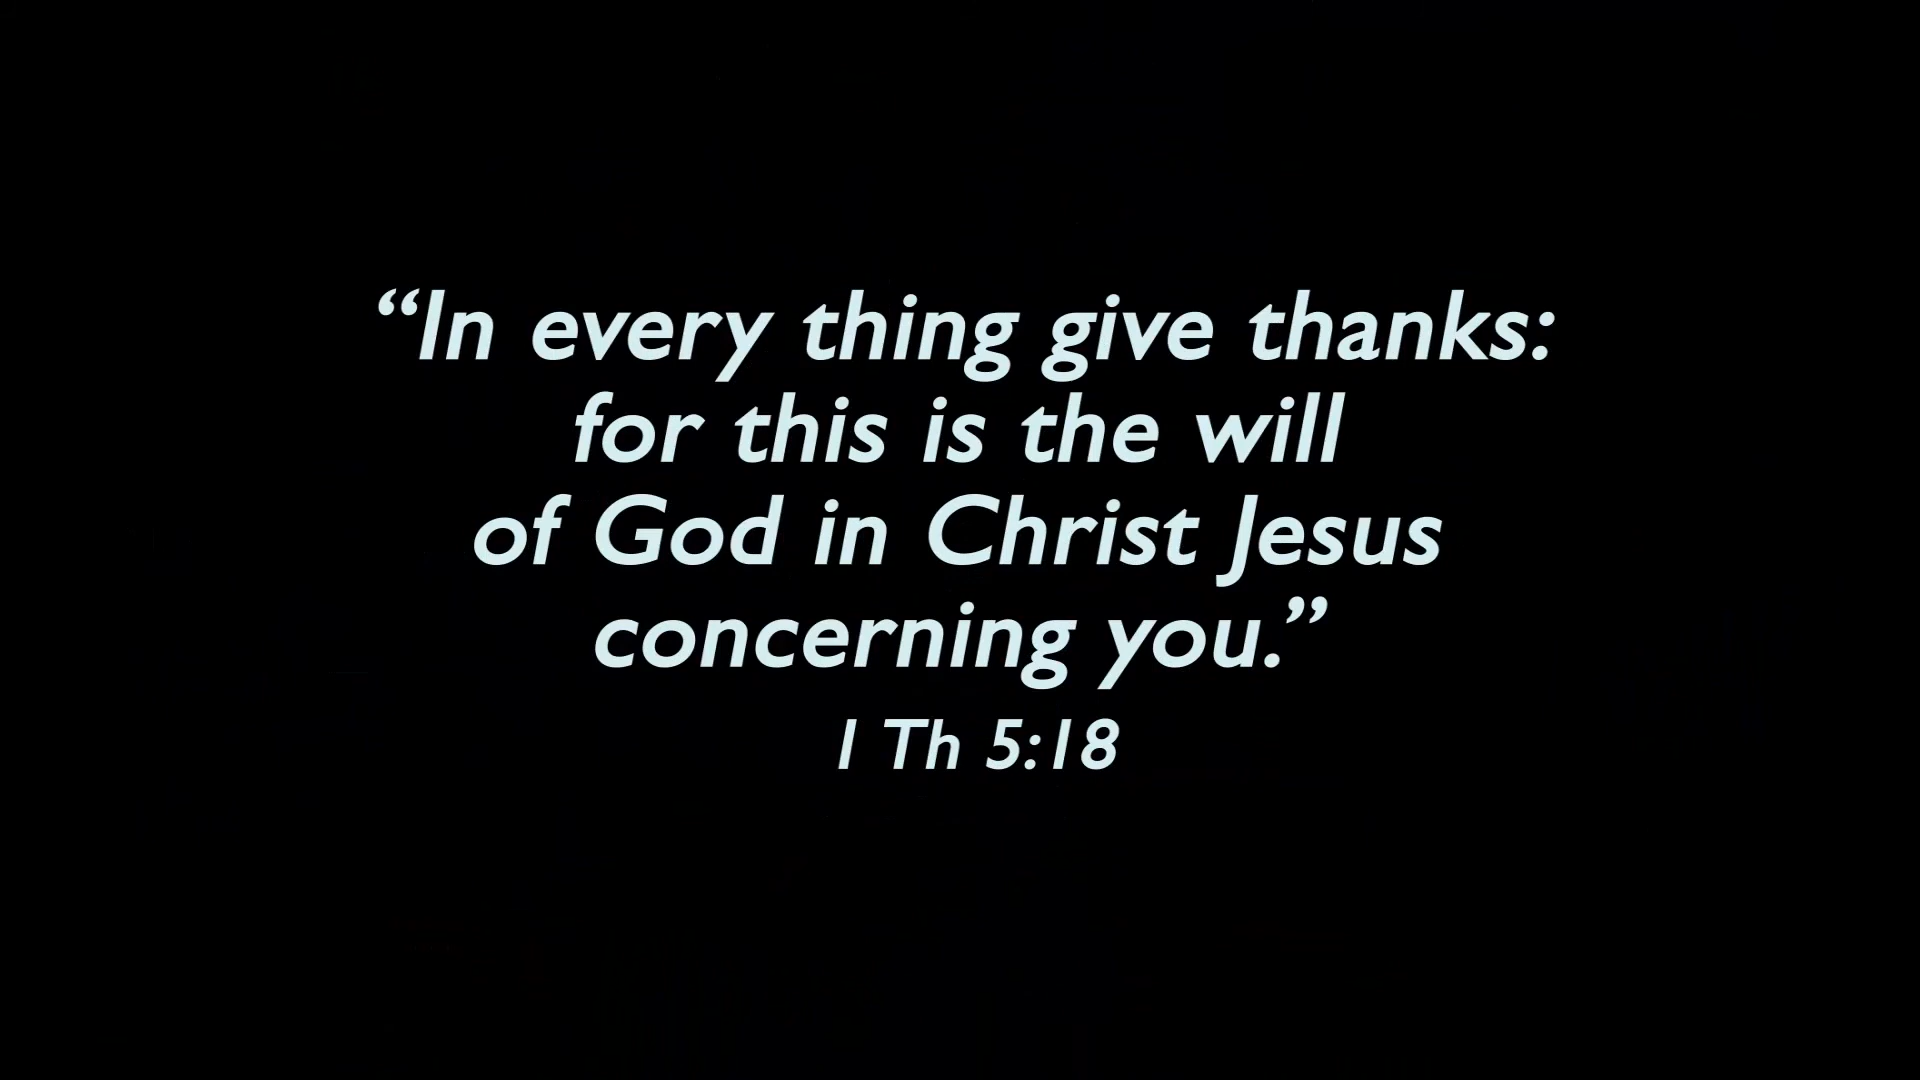 “In every thing give thanks:
for this is the will
of God in Christ Jesus
concerning you.”
1 Th 5:18